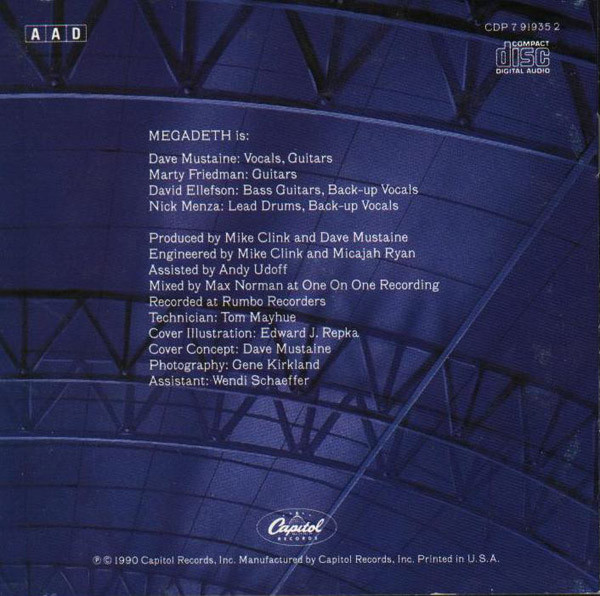 AAD
CDP 7 91935 2
COMPACT
disc
DIGITAL AUDIO
MEGADETH is:
Dave Mustaine: Vocals, Guitars
Marty Friedman: Guitars
David Ellefson: Bass Guitars, Back-up Vocals
Nick Menza: Lead Drums, Back-up Vocals
Produced by Mike Clink and Dave Mustaine
Engineered by Mike Clink and Micajah Ryan
Assisted by Andy Udoff
Mixed by Max Norman at One On One Recording
Recorded at Rumbo Recorders
Technician: Tom Mayhue
Cover Illustration: Edward J. Repka
Cover Concept: Dave Mustaine
Photography: Gene Kirkland
Assistant: Wendi Schaeffer
Capitol
RECORDS
℗ © 1990 Capitol Records, Inc. Manufactured by Capitol Records, Inc. Printed in U.S.A.